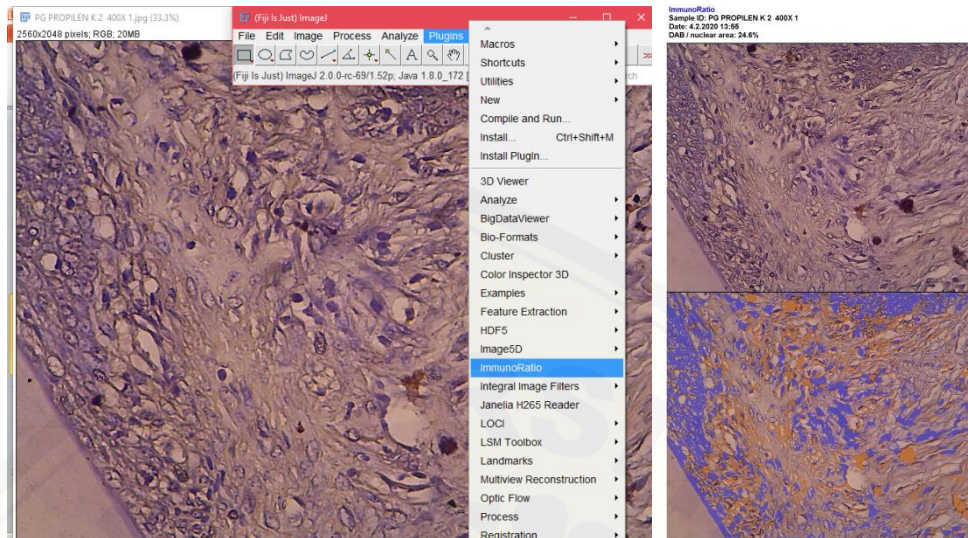 PG PROPILEN K 2 400X 1.jpg (33.3%)
2560x2048 pixels; RGB; 20MB
(Fiji Is Just) ImageJ
File Edit Image Process Analyze Plugins
(Fiji Is Just) ImageJ 2.0.0-rc-69/1.52p; Java 1.8.0_172 [
Macros
Shortcuts
Utilities
New
Compile and Run...
Install... Ctrl+Shift+M
Install Plugin...
3D Viewer
Analyze
BigDataViewer
Bio-Formats
Cluster
Color Inspector 3D
Examples
Feature Extraction
HDF5
Image5D
ImmunoRatio
Integral Image Filters
Janelia H265 Reader
LOCI
LSM Toolbox
Landmarks
Multiview Reconstruction
Optic Flow
Process
Registration
ImmunoRatio
Sample ID: PG PROPILEN K 2 400X 1
Date: 4.2.2020 13:55
DAB / nuclear area: 24.6%